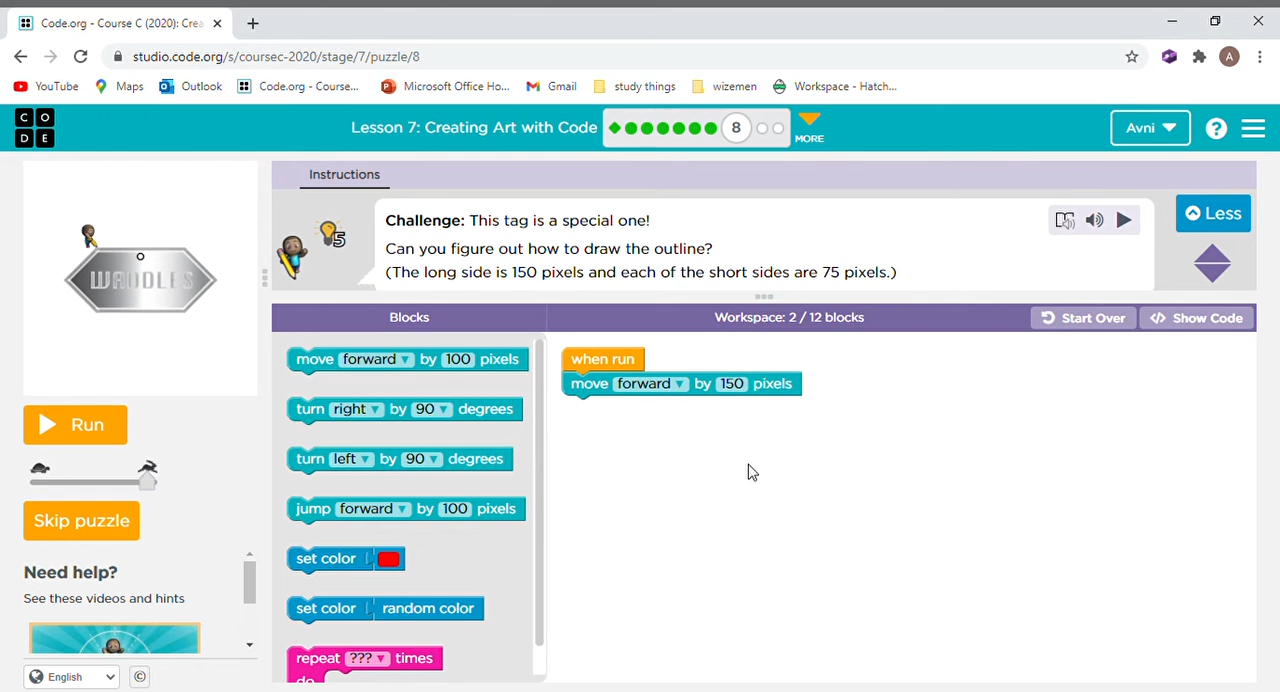 Code.org - Course C (2020): Crea
studio.code.org/s/coursec-2020/stage/7/puzzle/8
A
YouTube Maps Outlook Code.org - Course... Microsoft Office Ho... Gmail study things wizemen Workspace - Hatch...
C O
D E
Lesson 7: Creating Art with Code 8 MORE Avni ?
Instructions
5
Challenge: This tag is a special one!
Can you figure out how to draw the outline?
(The long side is 150 pixels and each of the short sides are 75 pixels.)
Less
WADDLES
Blocks Workspace: 2 / 12 blocks Start Over Show Code
move forward by 100 pixels
turn right by 90 degrees
turn left by 90 degrees
jump forward by 100 pixels
set color
set color random color
repeat ??? times
do
when run
move forward by 150 pixels
Run
Skip puzzle
Need help?
See these videos and hints
English ©